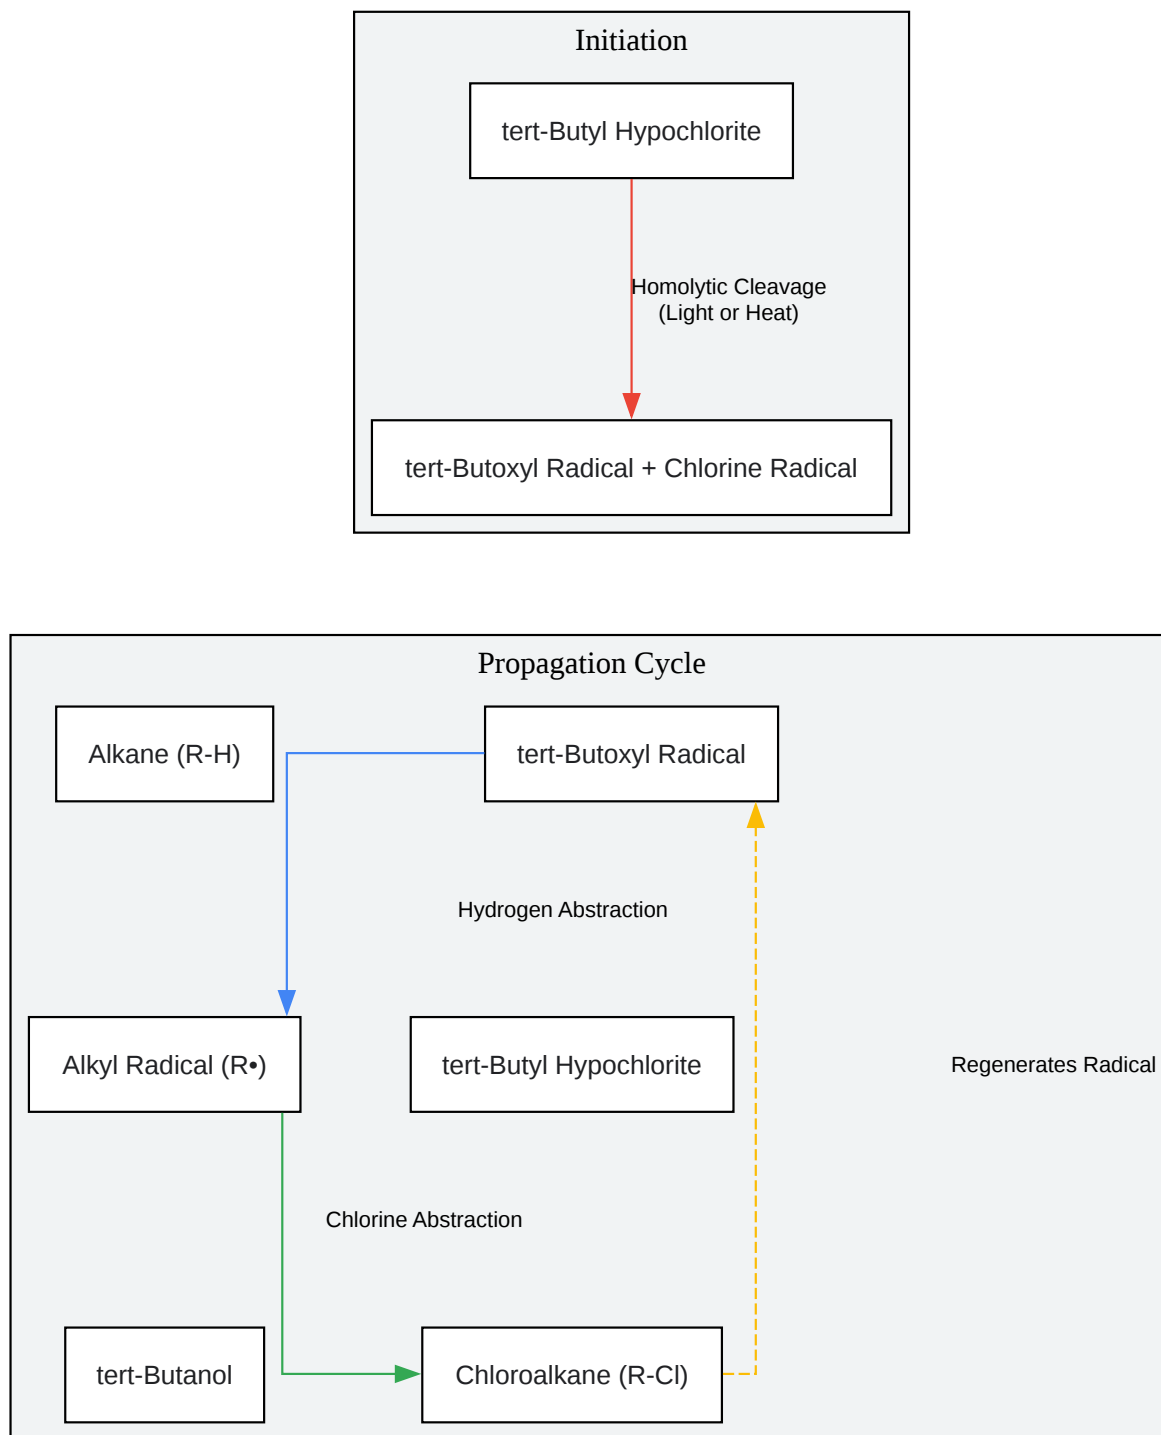 Initiation
tert-Butyl Hypochlorite
Homolytic Cleavage
(Light or Heat)
tert-Butoxyl Radical + Chlorine Radical
Propagation Cycle
Alkane (R-H)
tert-Butoxyl Radical
Hydrogen Abstraction
Alkyl Radical (R•)
tert-Butyl Hypochlorite
Regenerates Radical
Chlorine Abstraction
tert-Butanol
Chloroalkane (R-Cl)